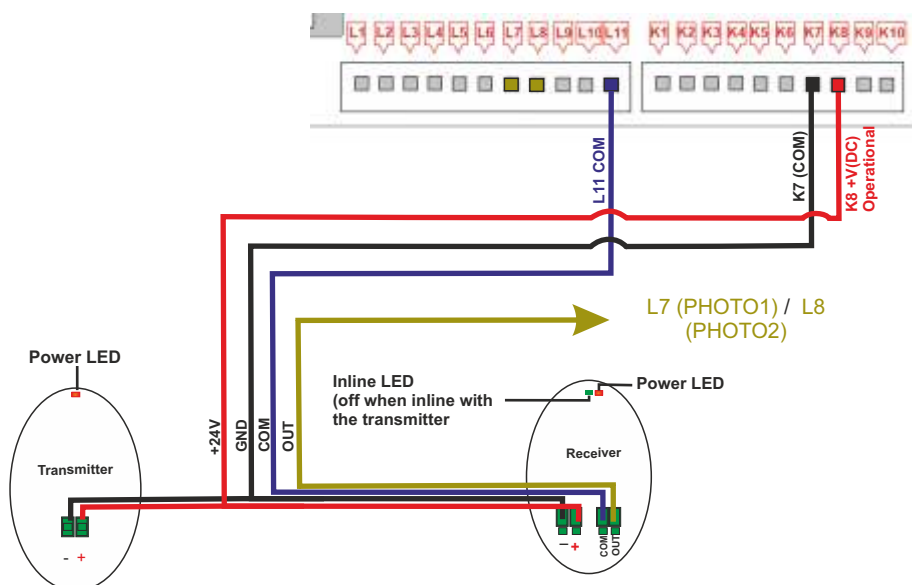 L1 L2 L3 L4 L5 L6 L7 L8 L9 L10 L11 K1 K2 K3 K4 K5 K6 K7 K8 K9 K10
L11 COM
K7 (COM)
K8 +V(DC)
Operational
L7 (PHOTO1) / L8
(PHOTO2)
Power LED
Inline LED
(off when inline with
the transmitter
Power LED
+24V
GND
COM
OUT
Transmitter
Receiver
- +
- +
COM
OUT